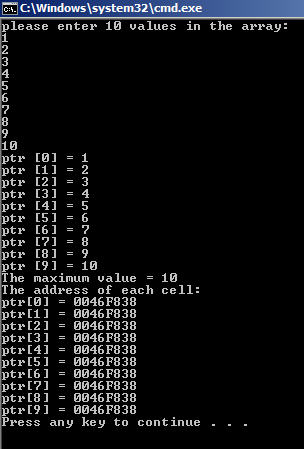 C:\Windows\system32\cmd.exe
please enter 10 values in the array:
1
2
3
4
5
6
7
8
9
10
ptr [0] = 1
ptr [1] = 2
ptr [2] = 3
ptr [3] = 4
ptr [4] = 5
ptr [5] = 6
ptr [6] = 7
ptr [7] = 8
ptr [8] = 9
ptr [9] = 10
The maximum value = 10
The address of each cell:
ptr[0] = 0046F838
ptr[1] = 0046F838
ptr[2] = 0046F838
ptr[3] = 0046F838
ptr[4] = 0046F838
ptr[5] = 0046F838
ptr[6] = 0046F838
ptr[7] = 0046F838
ptr[8] = 0046F838
ptr[9] = 0046F838
Press any key to continue . . .